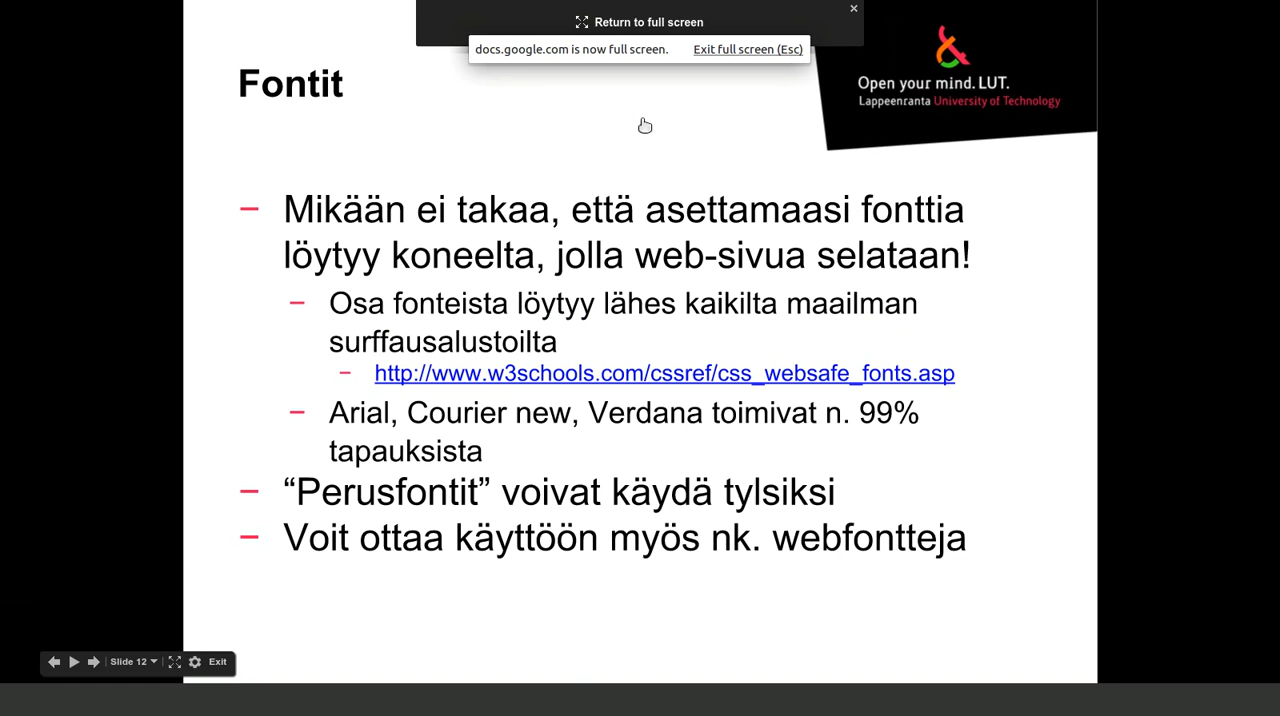 Return to full screen
docs.google.com is now full screen. Exit full screen (Esc)
Open your mind. LUT.
Lappeenranta University of Technology
Fontit
– Mikään ei takaa, että asettamaasi fonttia
löytyy koneelta, jolla web-sivua selataan!
– Osa fonteista löytyy lähes kaikilta maailman
surffausalustoilta
– http://www.w3schools.com/cssref/css_websafe_fonts.asp
– Arial, Courier new, Verdana toimivat n. 99%
tapauksista
– “Perusfontit” voivat käydä tylsiksi
– Voit ottaa käyttöön myös nk. webfontteja
Slide 12 Exit